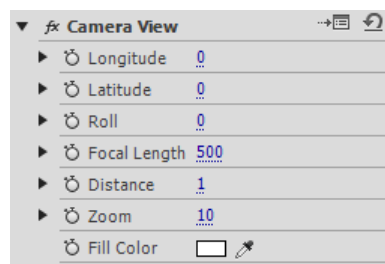 fx Camera View
Longitude 0
Latitude 0
Roll 0
Focal Length 500
Distance 1
Zoom 10
Fill Color